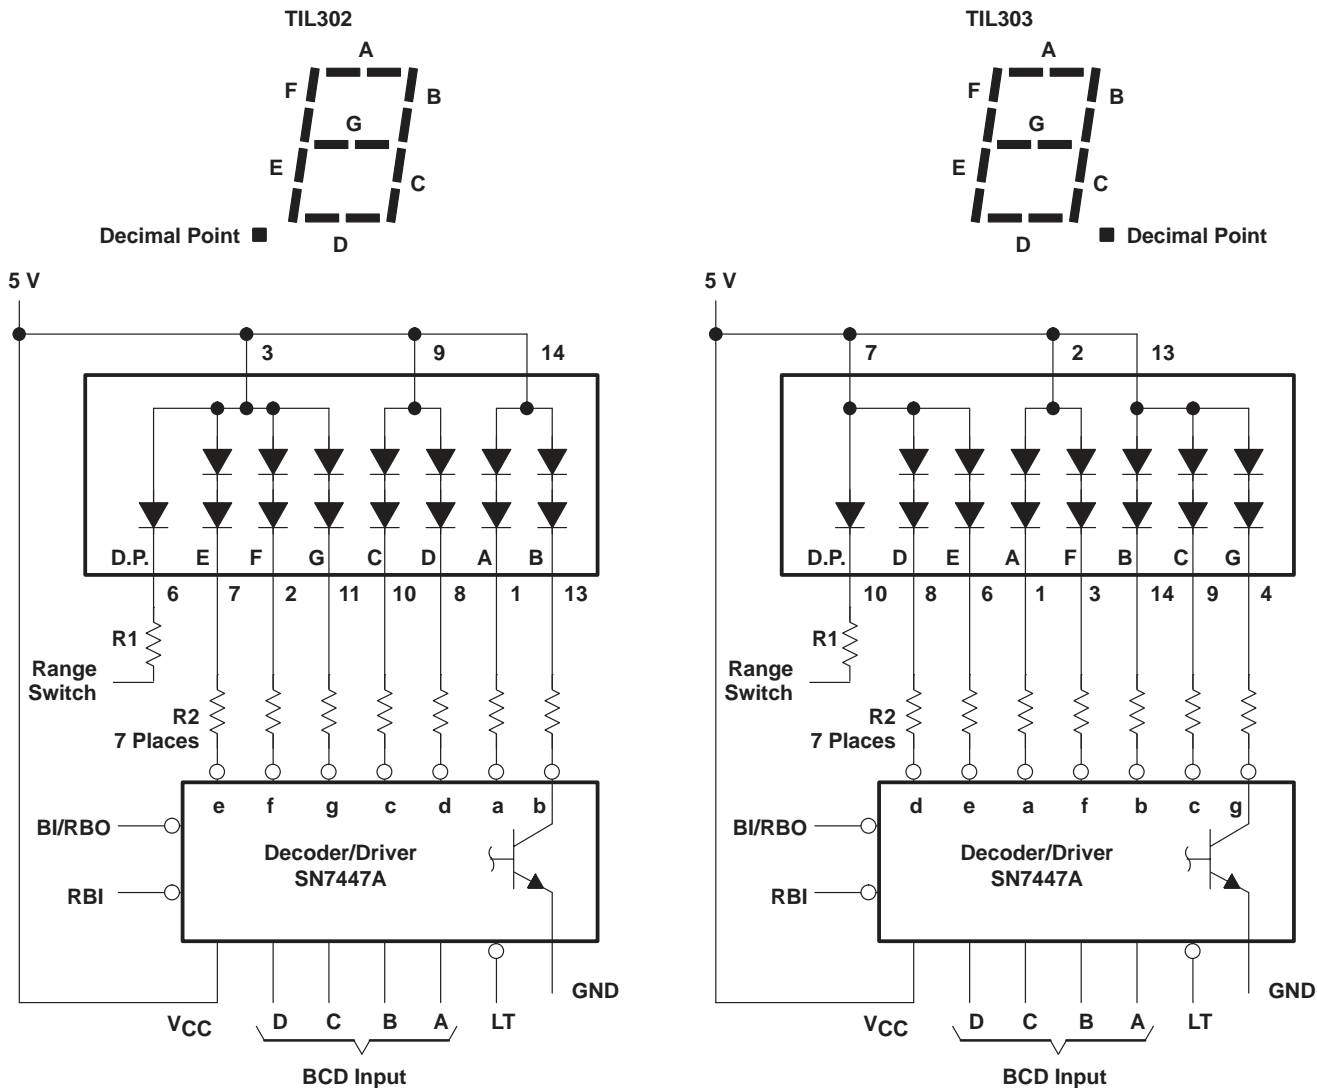 TIL302
A
F
B
G
E
C
Decimal Point
D
5 V
3 9 14
D.P. E F G C D A B
6 7 2 11 10 8 1 13
R1
Range
Switch
R2
7 Places
e f g c d a b
BI/RBO
Decoder/Driver
SN7447A
RBI
GND
VCC D C B A LT
BCD Input
TIL303
A
F
B
G
E
C
Decimal Point
D
5 V
7 2 13
D.P. D E A F B C G
10 8 6 1 3 14 9 4
R1
Range
Switch
R2
7 Places
d e a f b c g
BI/RBO
Decoder/Driver
SN7447A
RBI
GND
VCC D C B A LT
BCD Input